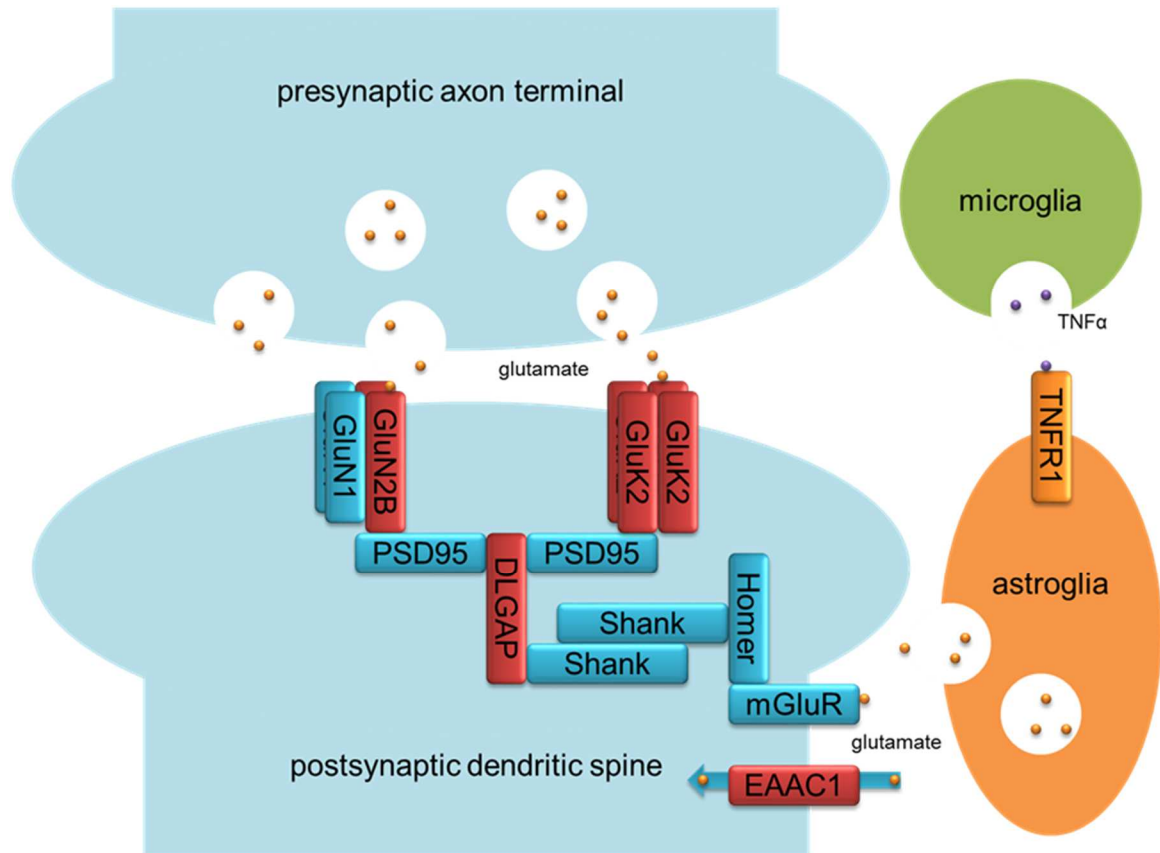 presynaptic axon terminal
microglia
TNFα
glutamate
TNFR1
GluN1
GluN2B
GluK2
GluK2
PSD95
DLGAP
PSD95
Homer
astroglia
Shank
Shank
mGluR
glutamate
postsynaptic dendritic spine
EAAC1